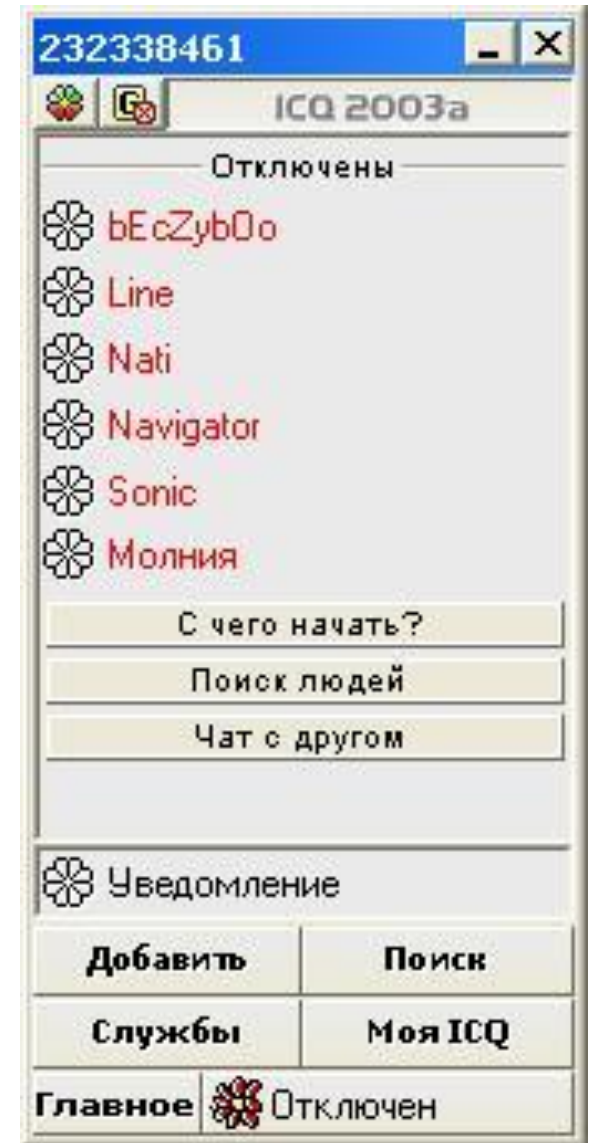 232338461
ICQ 2003a
Отключены
bEcZybOo
Line
Nati
Navigator
Sonic
Молния
С чего начать?
Поиск людей
Чат с другом
Уведомление
Добавить Поиск
Службы Моя ICQ
Главное Отключен